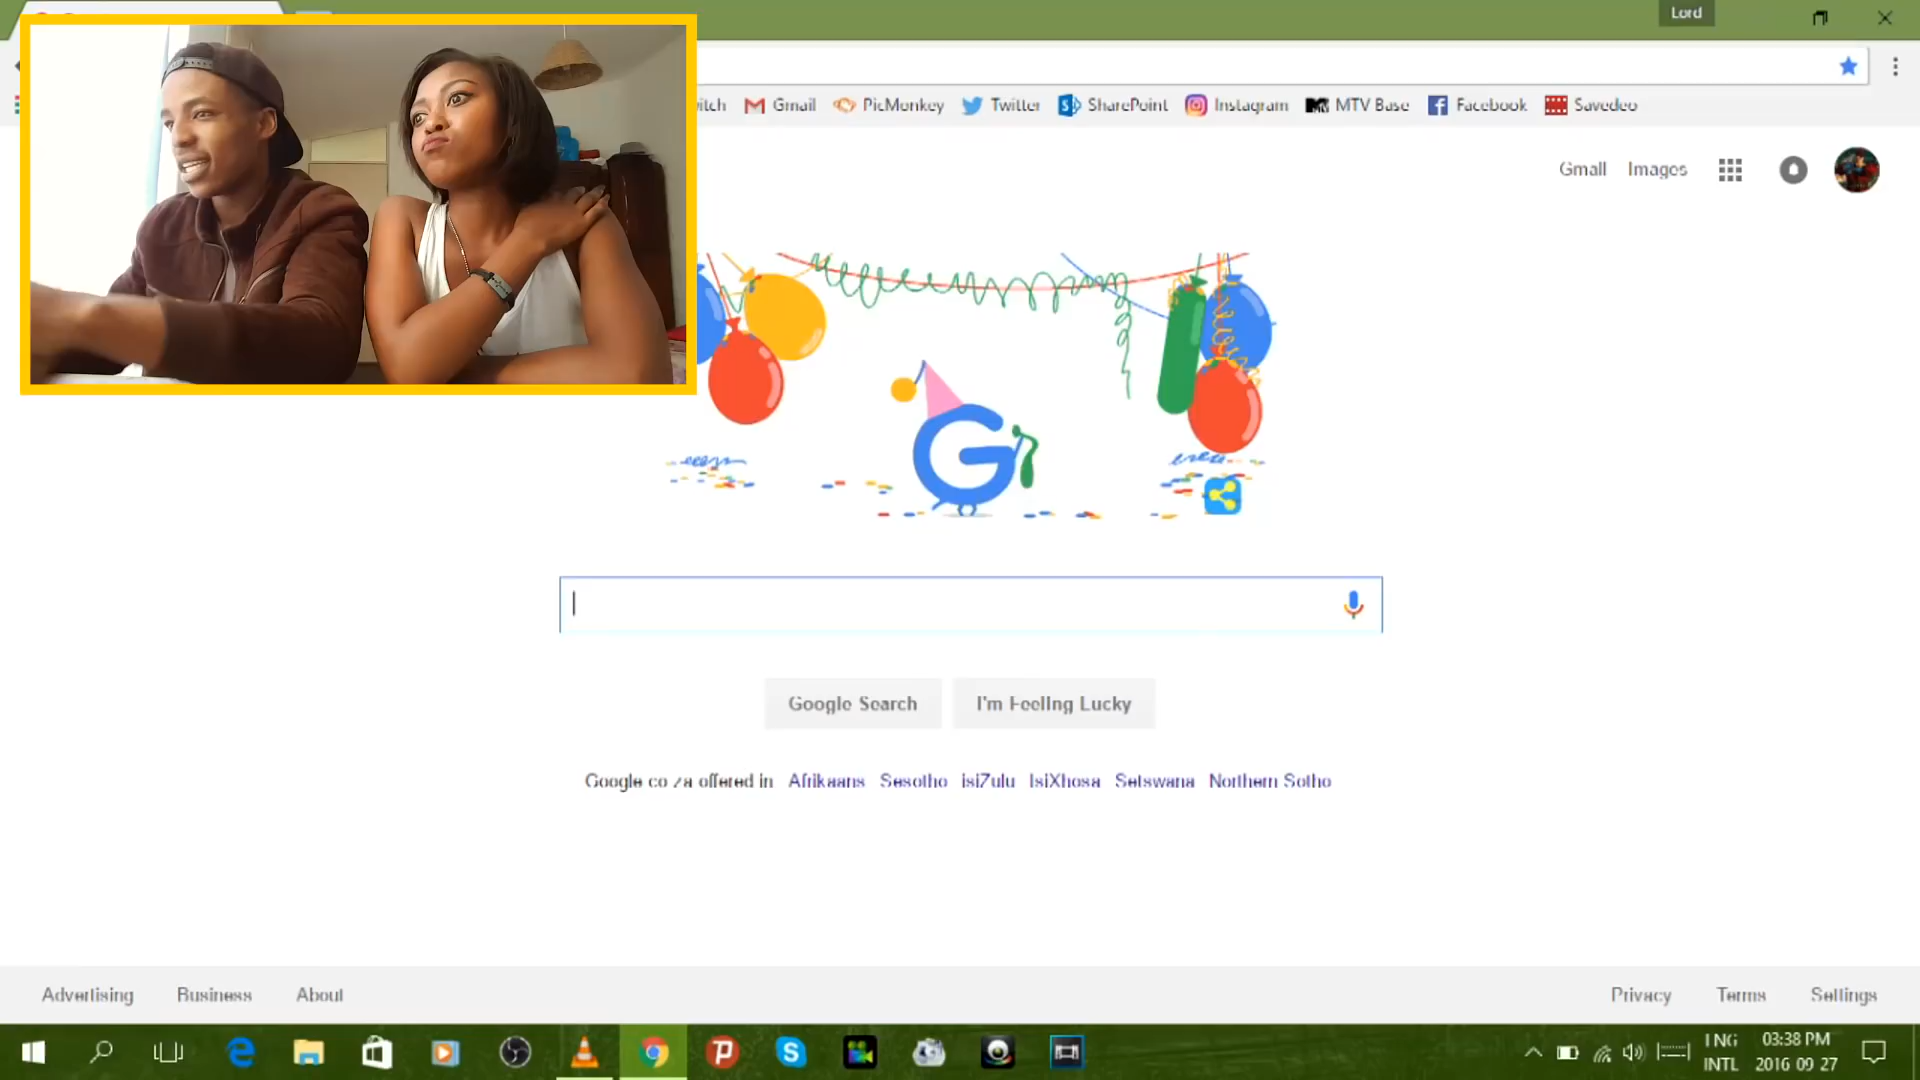 Lord
Gmail PicMonkey Twitter SharePoint Instagram MTV Base Facebook Savedeo
Gmail Images
G
Google Search I'm Feeling Lucky
Google.co.za offered in Afrikaans Sesotho isiZulu IsiXhosa Setswana Northern Sotho
Advertising Business About Privacy Terms Settings
ENG 03:38 PM
INTL 2016 09 27